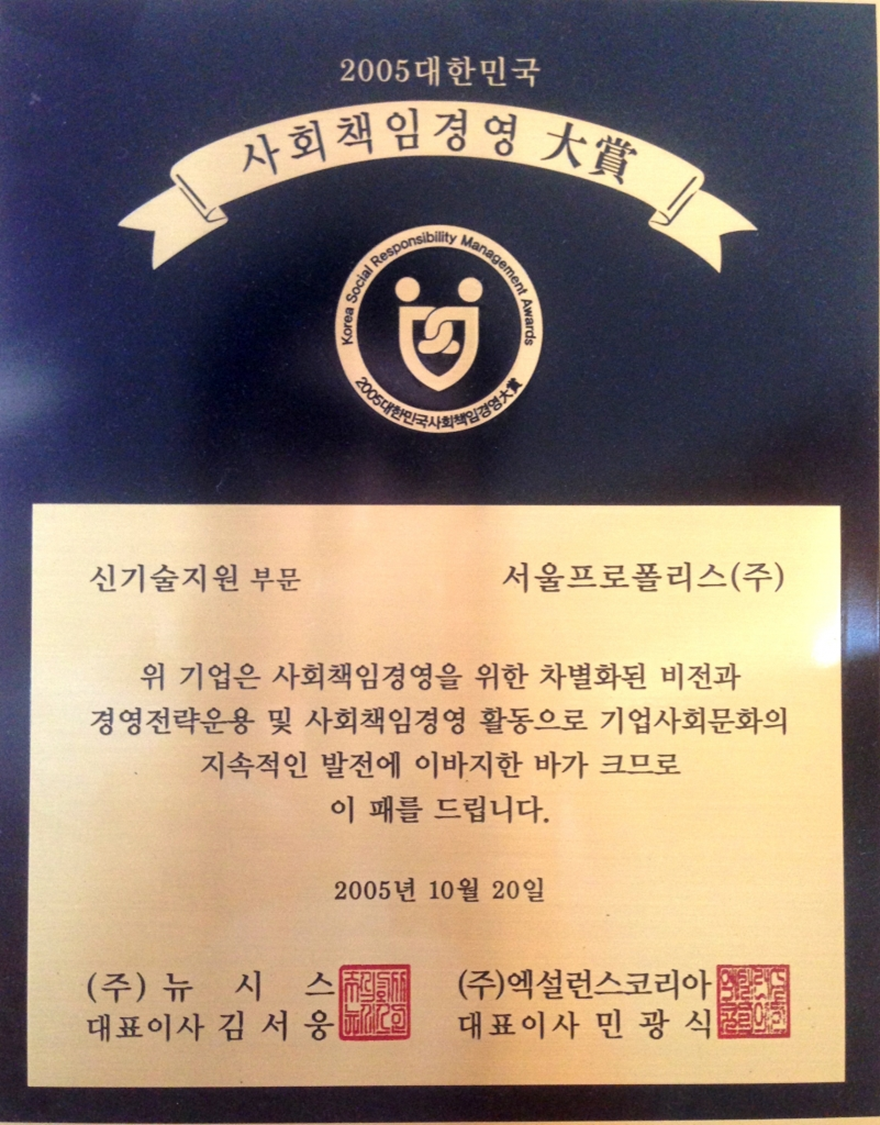 2005대한민국
사회책임경영 大賞
Korea Social Responsibility Management Awards
2005대한민국사회책임경영大賞
신기술지원 부문
서울프로폴리스(주)
위 기업은 사회책임경영을 위한 차별화된 비전과
경영전략운용 및 사회책임경영 활동으로 기업사회문화의
지속적인 발전에 이바지한 바가 크므로
이 패를 드립니다.
2005년 10월 20일
(주) 뉴 시 스
대표이사 김 서 웅
(주)엑설런스코리아
대표이사 민 광 식